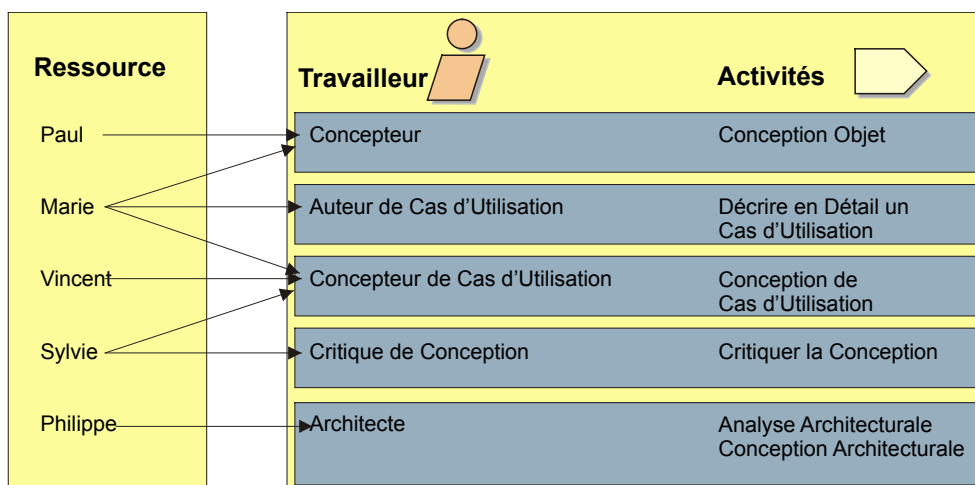 Ressource
Travailleur
Activités
Paul
Concepteur
Conception Objet
Marie
Auteur de Cas d’Utilisation
Décrire en Détail un
Cas d’Utilisation
Vincent
Concepteur de Cas d’Utilisation
Conception de
Cas d’Utilisation
Sylvie
Critique de Conception
Critiquer la Conception
Philippe
Architecte
Analyse Architecturale
Conception Architecturale